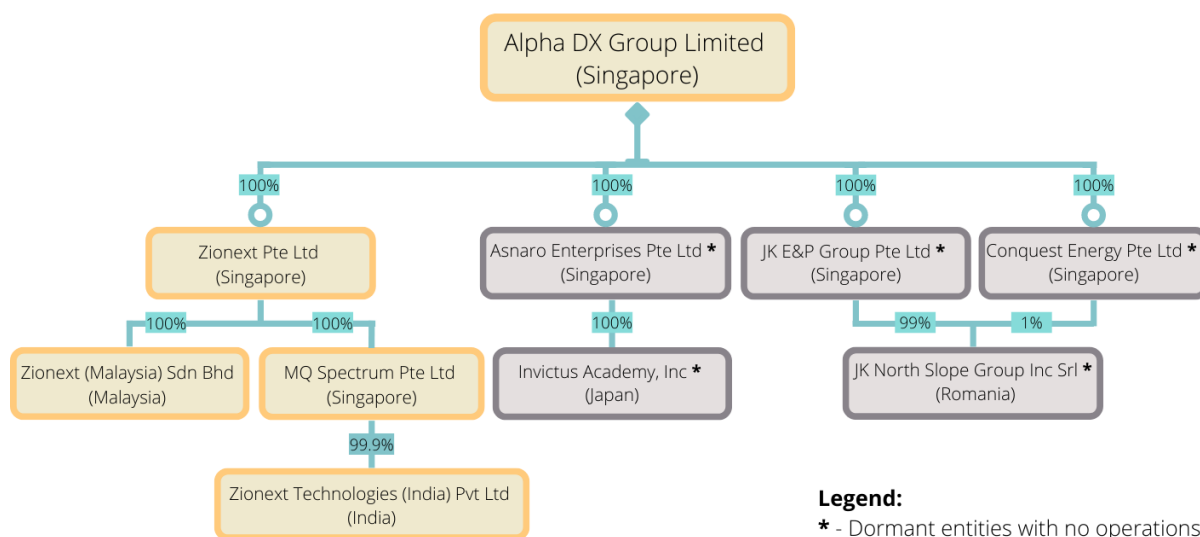 Alpha DX Group Limited
(Singapore)
100%
100%
100%
100%
Zionext Pte Ltd
(Singapore)
Asnaro Enterprises Pte Ltd *
(Singapore)
JK E&P Group Pte Ltd *
(Singapore)
Conquest Energy Pte Ltd *
(Singapore)
100%
100%
100%
99%
1%
Zionext (Malaysia) Sdn Bhd
(Malaysia)
MQ Spectrum Pte Ltd
(Singapore)
Invictus Academy, Inc *
(Japan)
JK North Slope Group Inc Srl *
(Romania)
99.9%
Zionext Technologies (India) Pvt Ltd
(India)
Legend:
* - Dormant entities with no operations